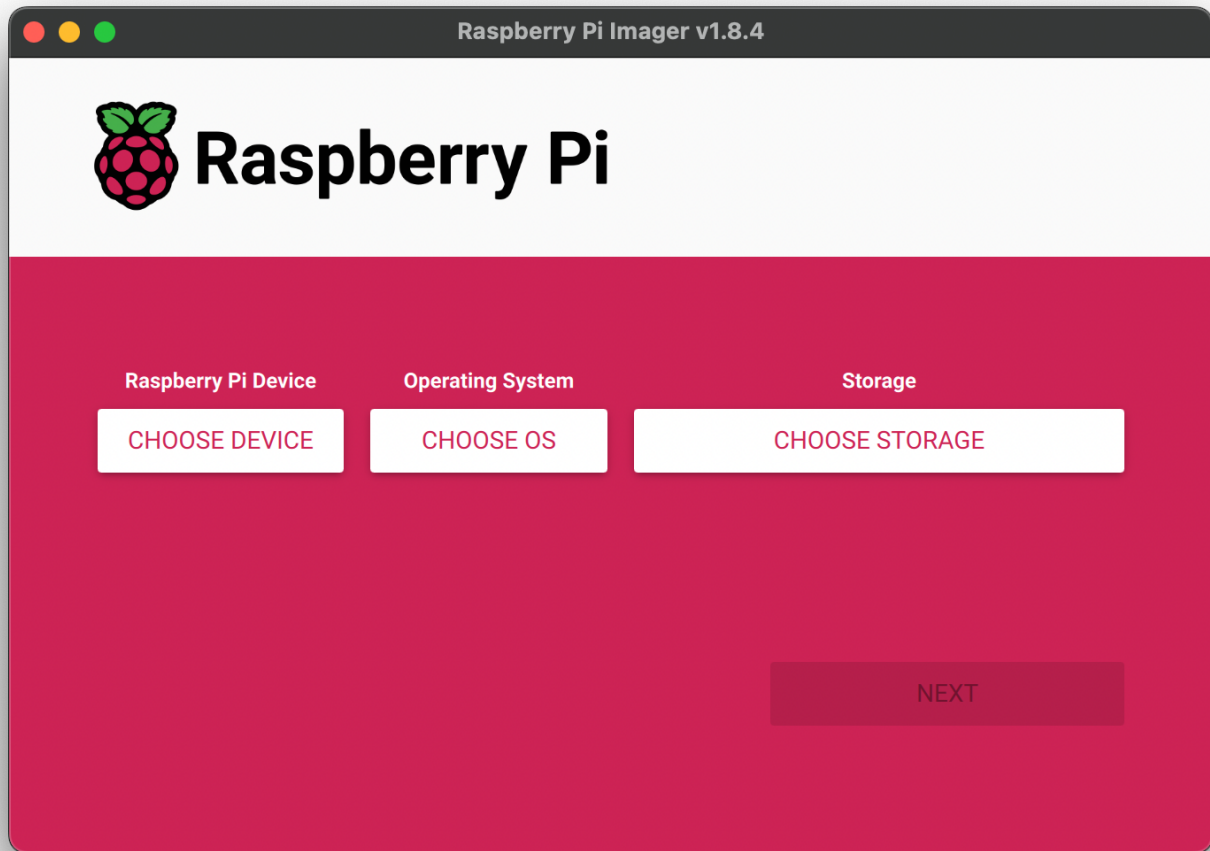 Raspberry Pi Imager v1.8.4
Raspberry Pi
Raspberry Pi Device
Operating System
Storage
CHOOSE DEVICE
CHOOSE OS
CHOOSE STORAGE
NEXT